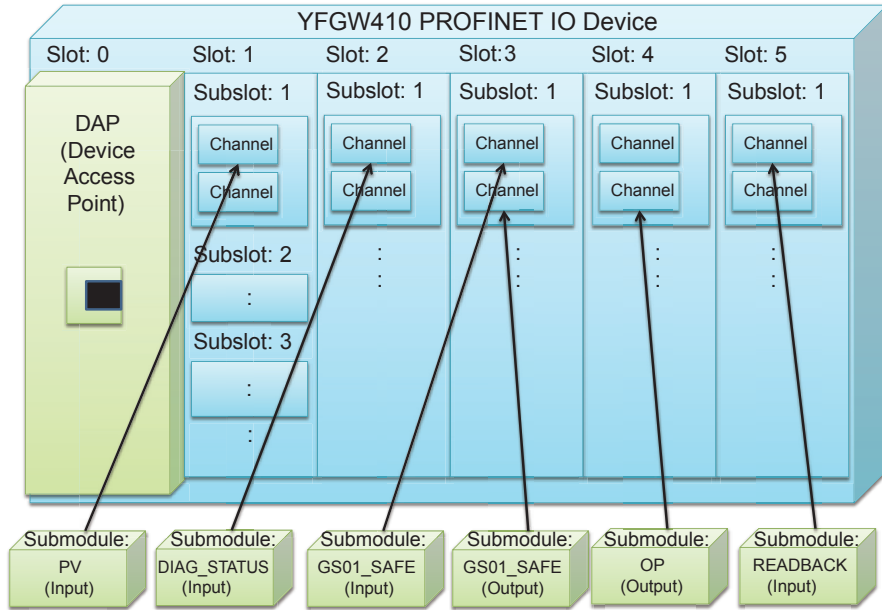 YFGW410 PROFINET IO Device
Slot: 0
Slot: 1
Slot: 2
Slot:3
Slot: 4
Slot: 5
DAP
(Device
Access
Point)
Subslot: 1
Channel
Channel
Subslot: 2
:
Subslot: 3
:
:
Subslot: 1
Channel
Channel
:
:
Subslot: 1
Channel
Channel
:
:
Subslot: 1
Channel
Channel
:
:
Subslot: 1
Channel
Channel
:
:
Submodule:
PV
(Input)
Submodule:
DIAG_STATUS
(Input)
Submodule:
GS01_SAFE
(Input)
Submodule:
GS01_SAFE
(Output)
Submodule:
OP
(Output)
Submodule:
READBACK
(Input)